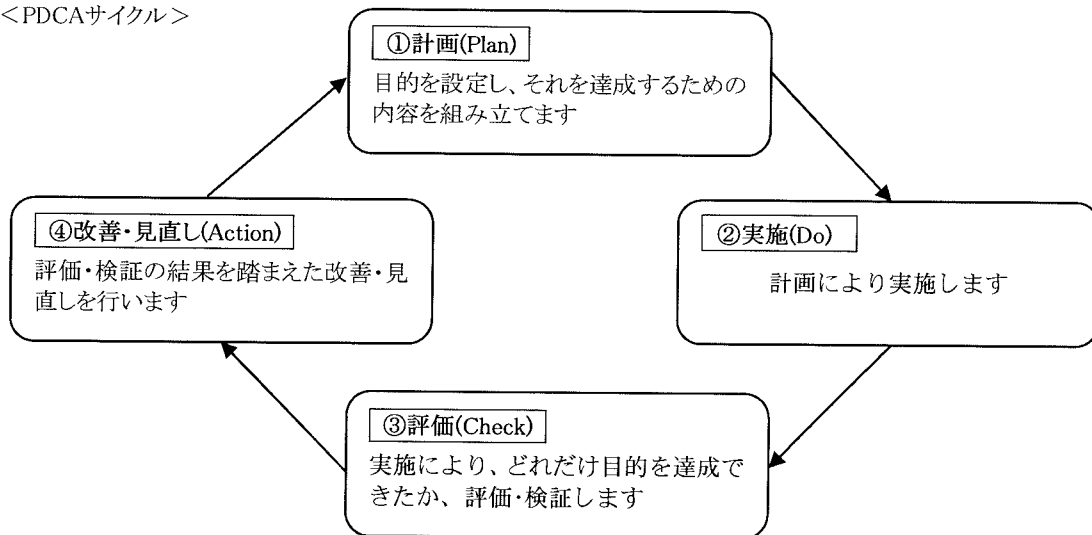 ＜PDCAサイクル＞
①計画(Plan)
目的を設定し、それを達成するための
内容を組み立てます
②実施(Do)
計画により実施します
③評価(Check)
実施により、どれだけ目的を達成で
きたか、評価・検証します
④改善・見直し(Action)
評価・検証の結果を踏まえた改善・見
直しを行います